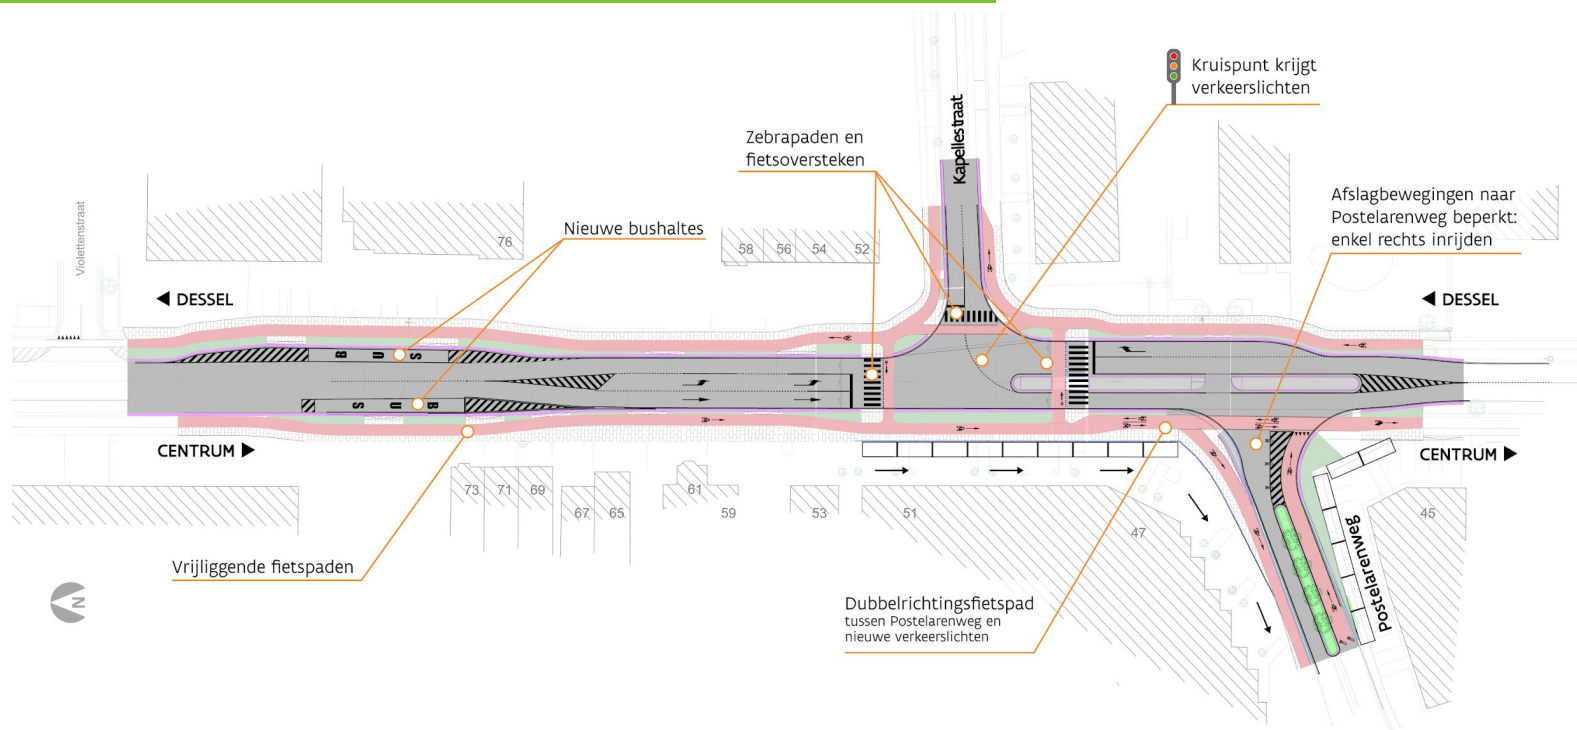 Kruispunt krijgt
verkeerslichten
Kapellestraat
Zebrapaden en
fietsoversteken
Afslagbewegingen naar
Postelarenweg beperkt:
enkel rechts inrijden
Violettenstraat
Nieuwe bushaltes
76
58 56 54 52
DESSEL
DESSEL
BUS
BUS
CENTRUM
CENTRUM
73 71 69
67 65
61
59
53
51
47
45
Vrijliggende fietspaden
Postelarenweg
Dubbelrichtingsfietspad
tussen Postelarenweg en
nieuwe verkeerslichten
N